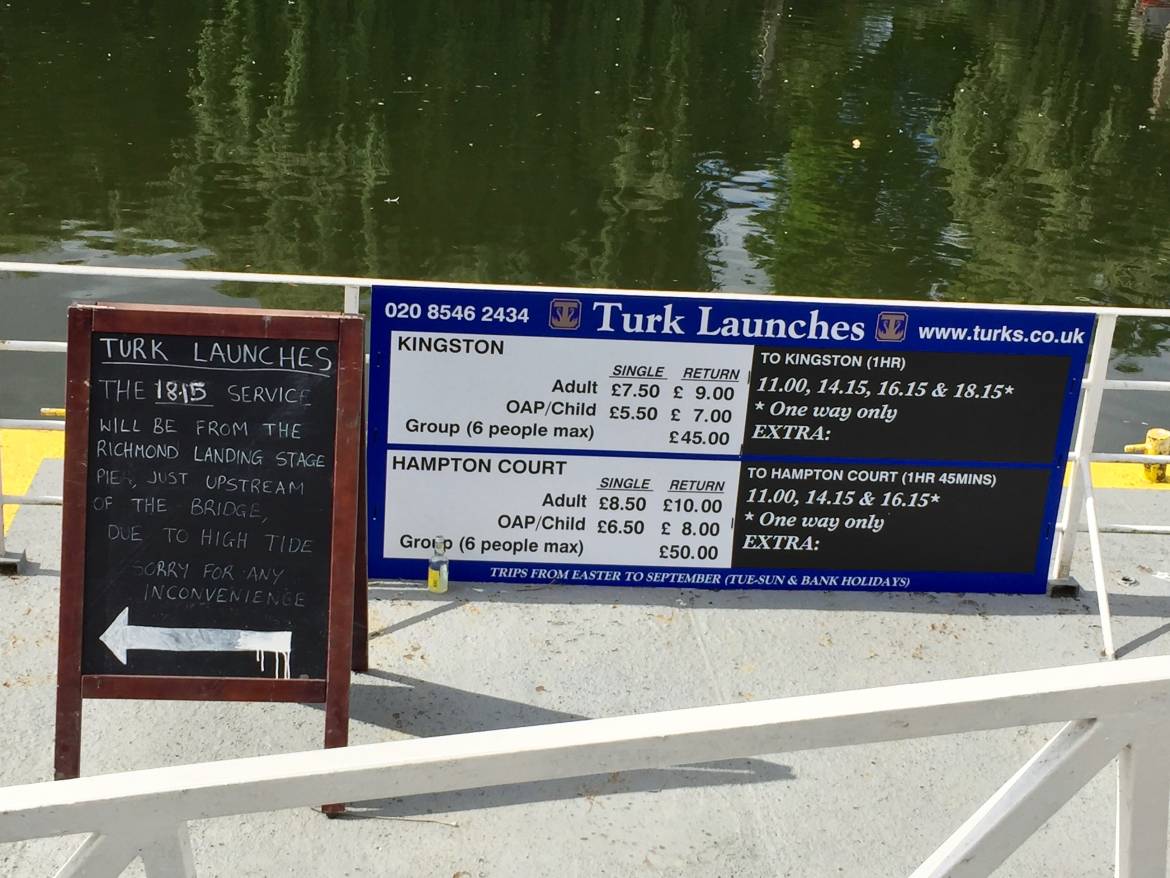 TURK LAUNCHES
THE 18:15 SERVICE
WILL BE FROM THE
RICHMOND LANDING STAGE
PIER, JUST UPSTREAM
OF THE BRIDGE,
DUE TO HIGH TIDE
SORRY FOR ANY
INCONVENIENCE
020 8546 2434 Turk Launches www.turks.co.uk
KINGSTON
SINGLE RETURN
Adult £7.50 £ 9.00
OAP/Child £5.50 £ 7.00
Group (6 people max) £45.00
TO KINGSTON (1HR)
11.00, 14.15, 16.15 & 18.15*
* One way only
EXTRA:
HAMPTON COURT
SINGLE RETURN
Adult £8.50 £10.00
OAP/Child £6.50 £ 8.00
Group (6 people max) £50.00
TO HAMPTON COURT (1HR 45MINS)
11.00, 14.15 & 16.15*
* One way only
EXTRA:
TRIPS FROM EASTER TO SEPTEMBER (TUE-SUN & BANK HOLIDAYS)